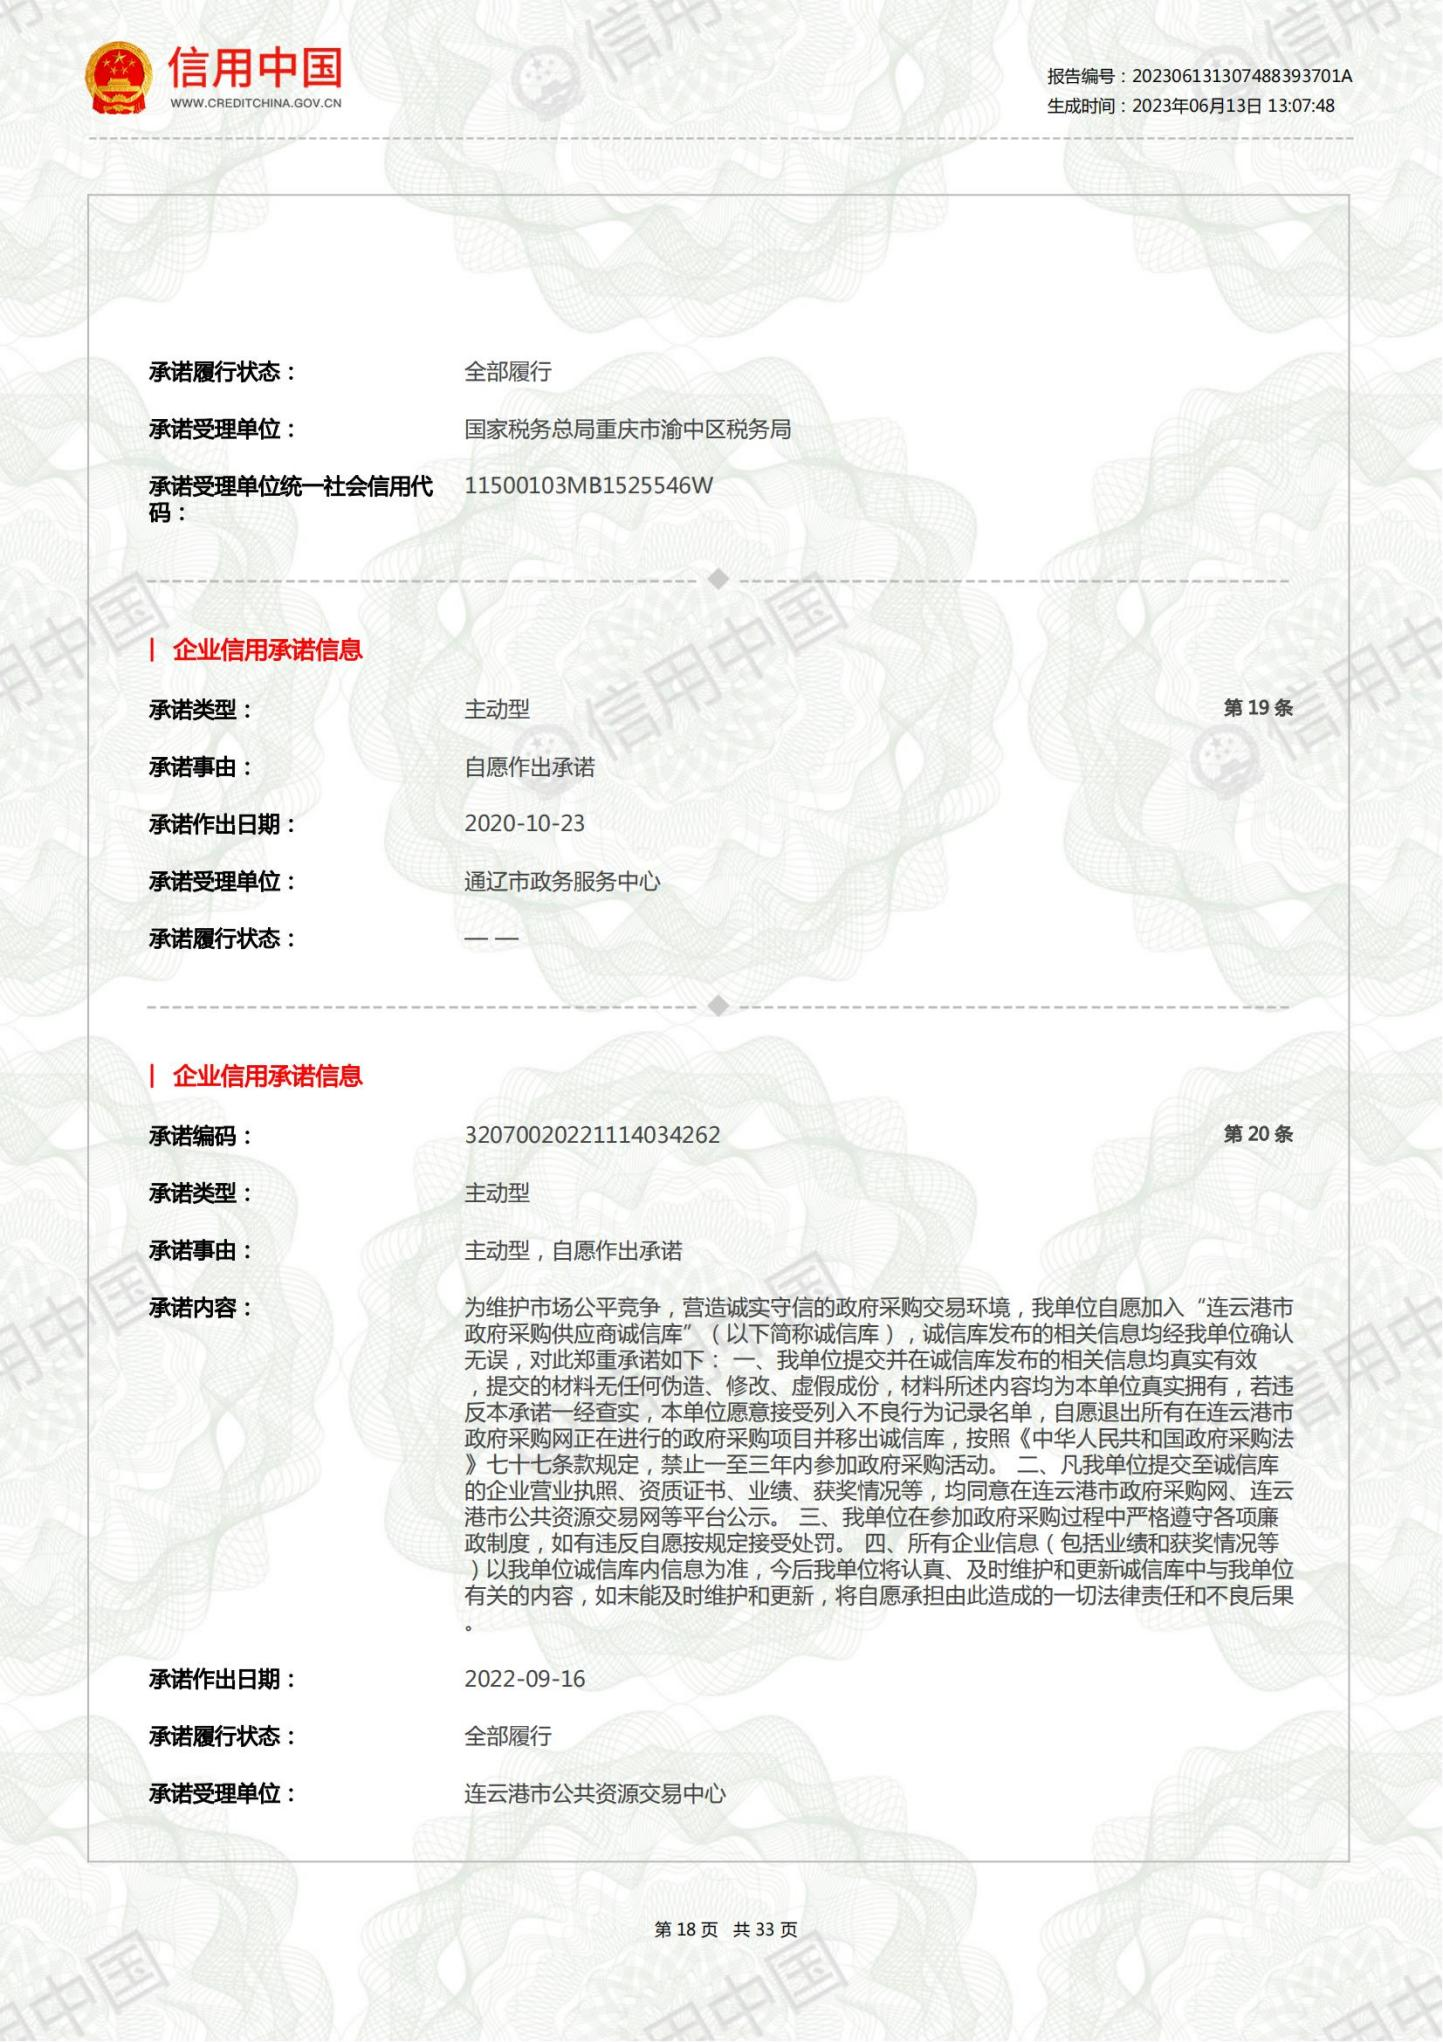 信用中国
WWW.CREDITCHINA.GOV.CN
报告编号：202306131307488393701A
生成时间：2023年06月13日 13:07:48
承诺履行状态： 全部履行
承诺受理单位： 国家税务总局重庆市渝中区税务局
承诺受理单位统一社会信用代 11500103MB1525546W
码：
企业信用承诺信息
承诺类型： 主动型 第 19 条
承诺事由： 自愿作出承诺
承诺作出日期： 2020-10-23
承诺受理单位： 通辽市政务服务中心
承诺履行状态： — —
企业信用承诺信息
承诺编码： 32070020221114034262 第 20 条
承诺类型： 主动型
承诺事由： 主动型，自愿作出承诺
承诺内容： 为维护市场公平竞争，营造诚实守信的政府采购交易环境，我单位自愿加入“连云港市
政府采购供应商诚信库”（以下简称诚信库），诚信库发布的相关信息均经我单位确认
无误，对此郑重承诺如下： 一、我单位提交并在诚信库发布的相关信息均真实有效
，提交的材料无任何伪造、修改、虚假成份，材料所述内容均为本单位真实拥有，若违
反本承诺一经查实，本单位愿意接受列入不良行为记录名单，自愿退出所有在连云港市
政府采购网正在进行的政府采购项目并移出诚信库，按照《中华人民共和国政府采购法
》七十七条款规定，禁止一至三年内参加政府采购活动。 二、凡我单位提交至诚信库
的企业营业执照、资质证书、业绩、获奖情况等，均同意在连云港市政府采购网、连云
港市公共资源交易网等平台公示。 三、我单位在参加政府采购过程中严格遵守各项廉
政制度，如有违反自愿按规定接受处罚。 四、所有企业信息（包括业绩和获奖情况等
）以我单位诚信库内信息为准，今后我单位将认真、及时维护和更新诚信库中与我单位
有关的内容，如未能及时维护和更新，将自愿承担由此造成的一切法律责任和不良后果
。
承诺作出日期： 2022-09-16
承诺履行状态： 全部履行
承诺受理单位： 连云港市公共资源交易中心
第 18 页 共 33 页